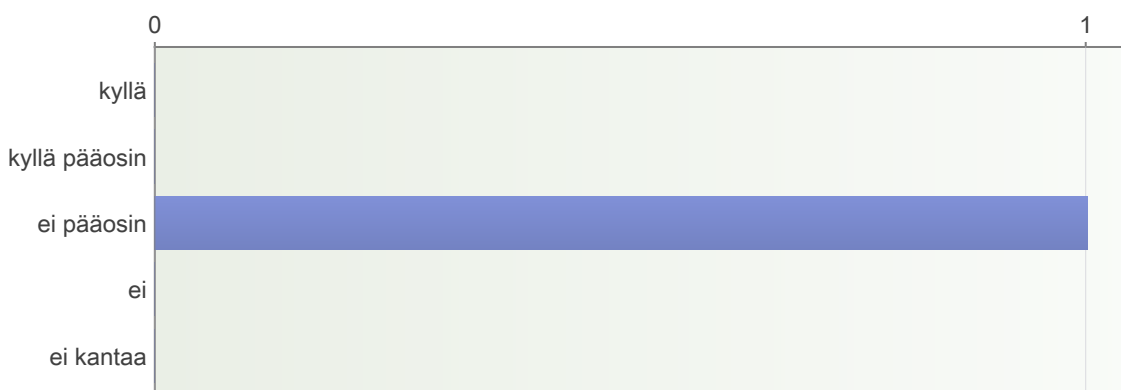 0 1
kyllä
kyllä pääosin
ei pääosin
ei
ei kantaa